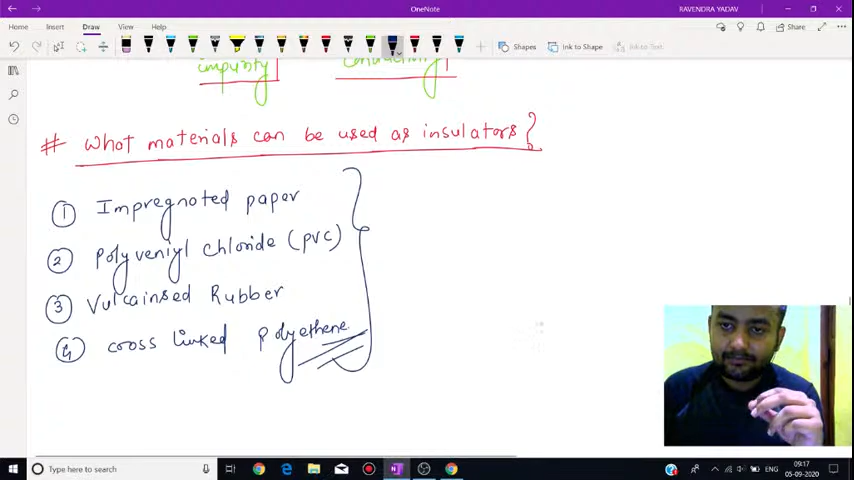 OneNote
RAVENDRA YADAV
Home Insert Draw View Help
Share
Shapes Ink to Shape Ink to Text
impurity
# What materials can be used as insulators?
① Impregnoted paper
② Polyveniyl chloride (PVC)
③ Vulcainsed Rubber
④ cross linked polyethene
Type here to search
ENG
09:17
05-09-2020